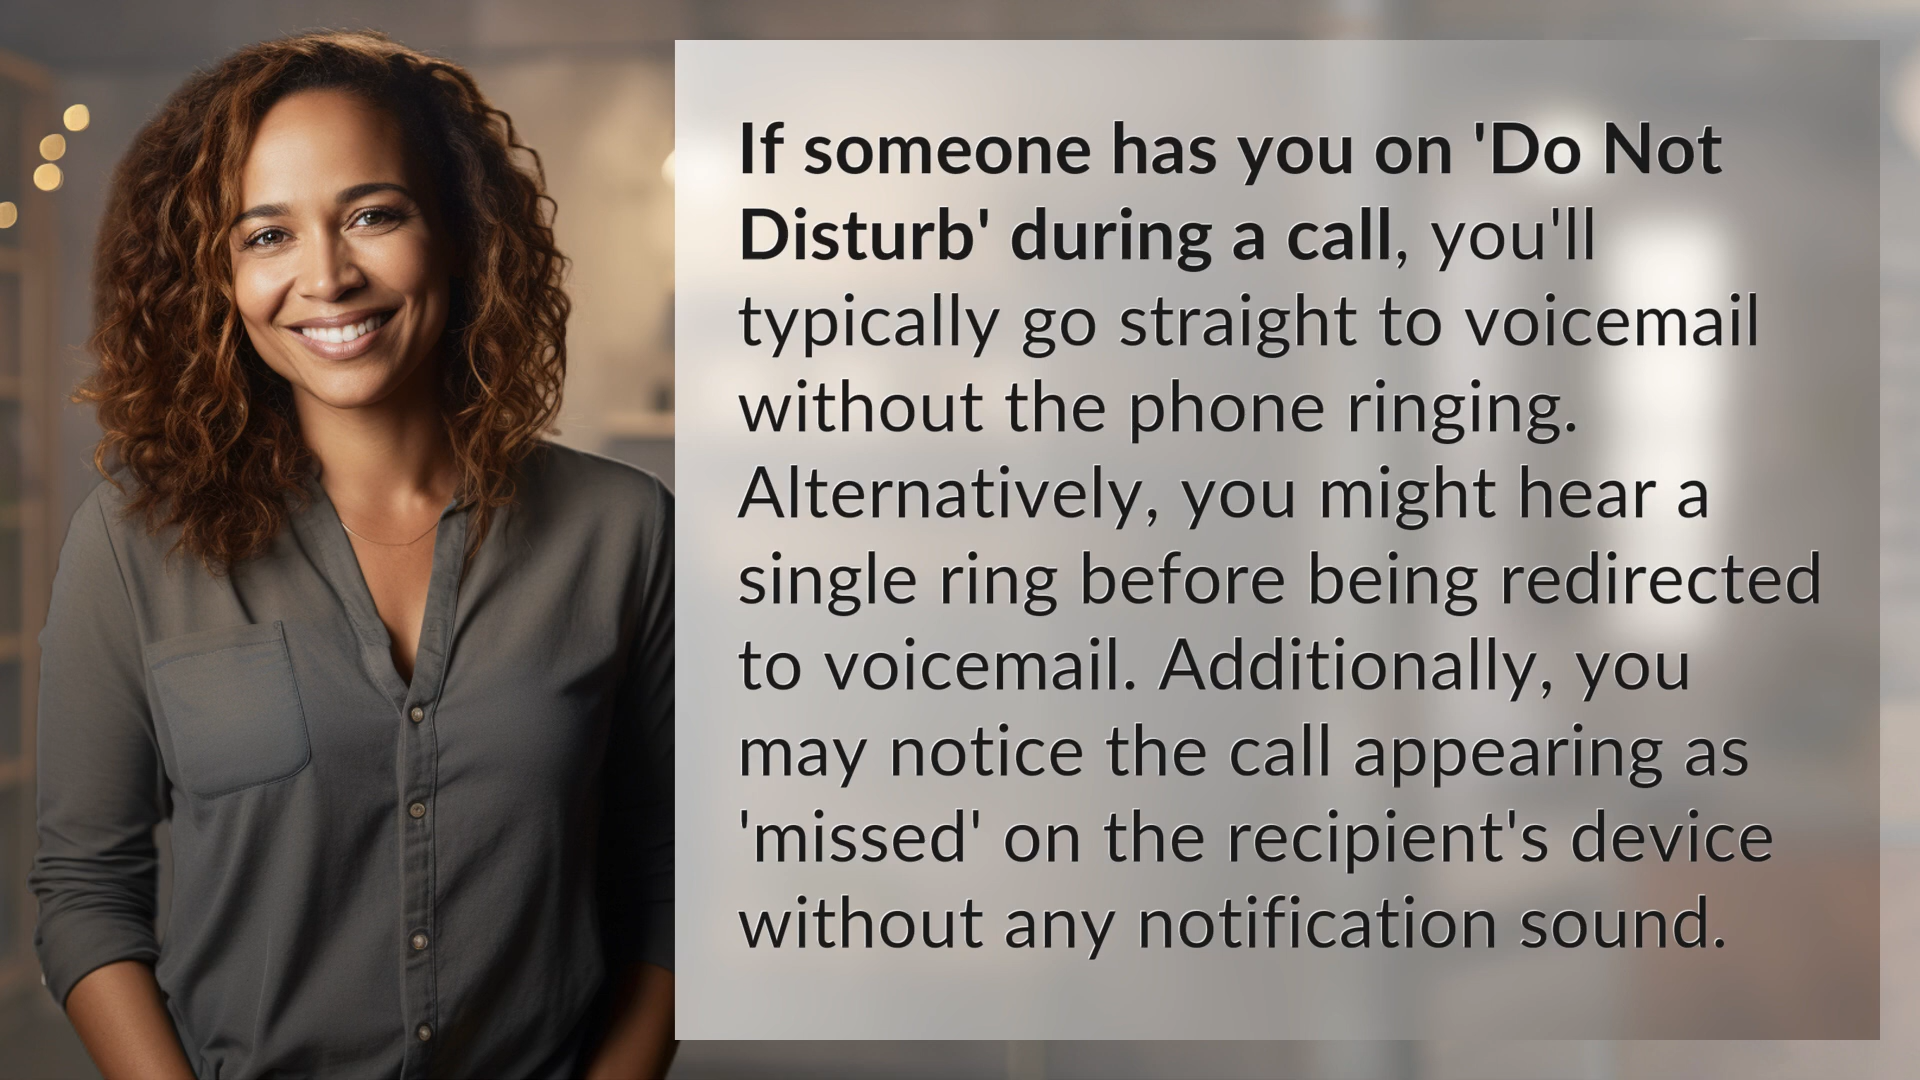 If someone has you on 'Do Not
Disturb' during a call, you'll
typically go straight to voicemail
without the phone ringing.
Alternatively, you might hear a
single ring before being redirected
to voicemail. Additionally, you
may notice the call appearing as
'missed' on the recipient's device
without any notification sound.